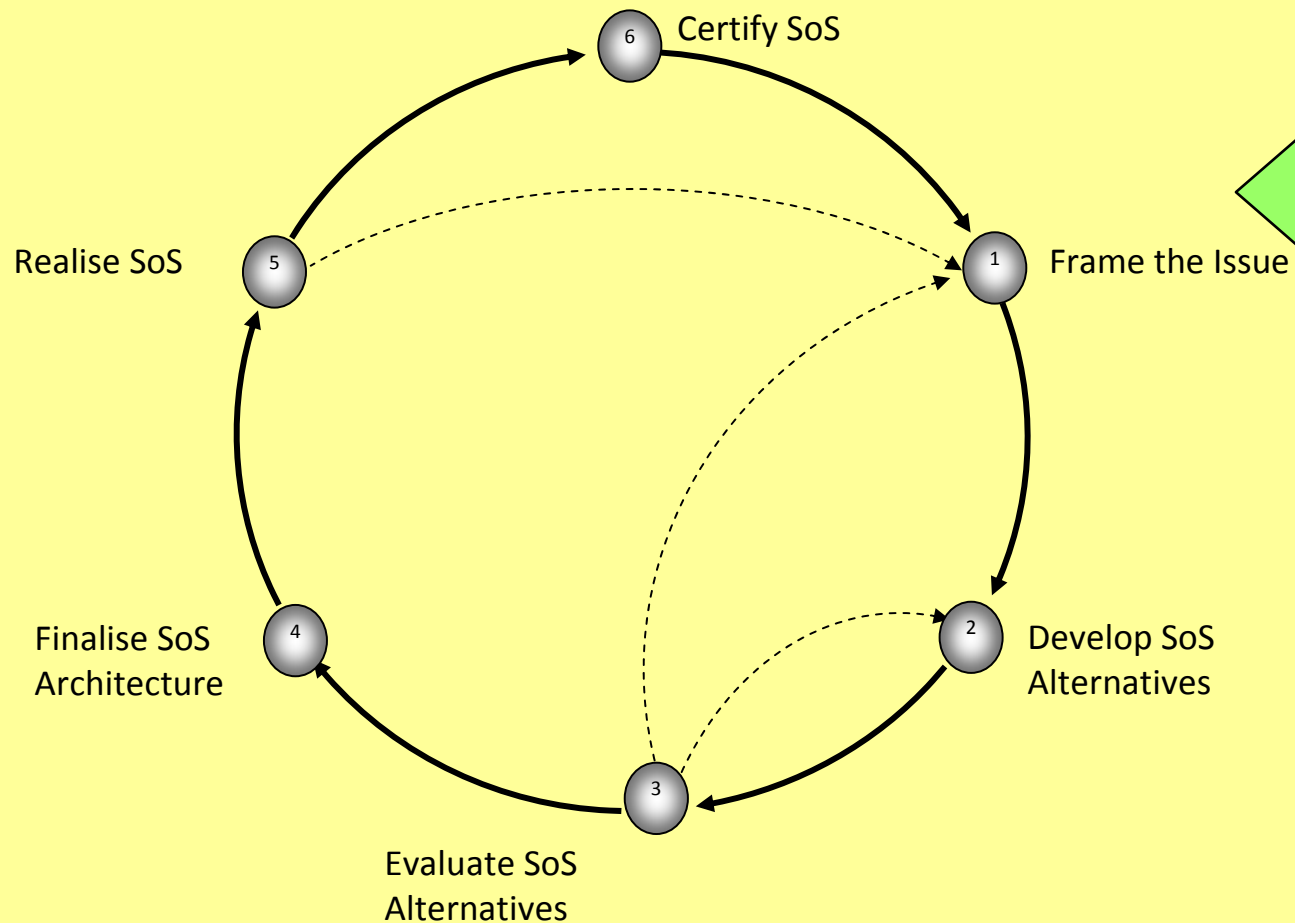 6
Certify SoS
Realise SoS
5
1
Frame the Issue
Finalise SoS
Architecture
4
2
Develop SoS
Alternatives
3
Evaluate SoS
Alternatives